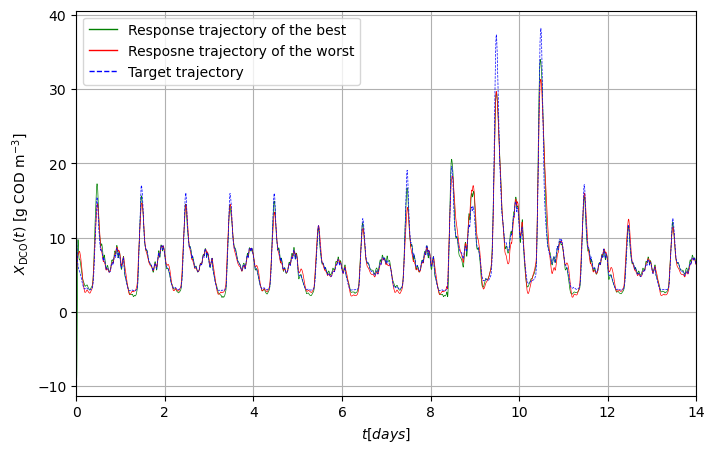 Response trajectory of the best
Resposne trajectory of the worst
Target trajectory
40
30
20
10
0
−10
X_DCO(t) [g COD m⁻³]
0 2 4 6 8 10 12 14
t[days]